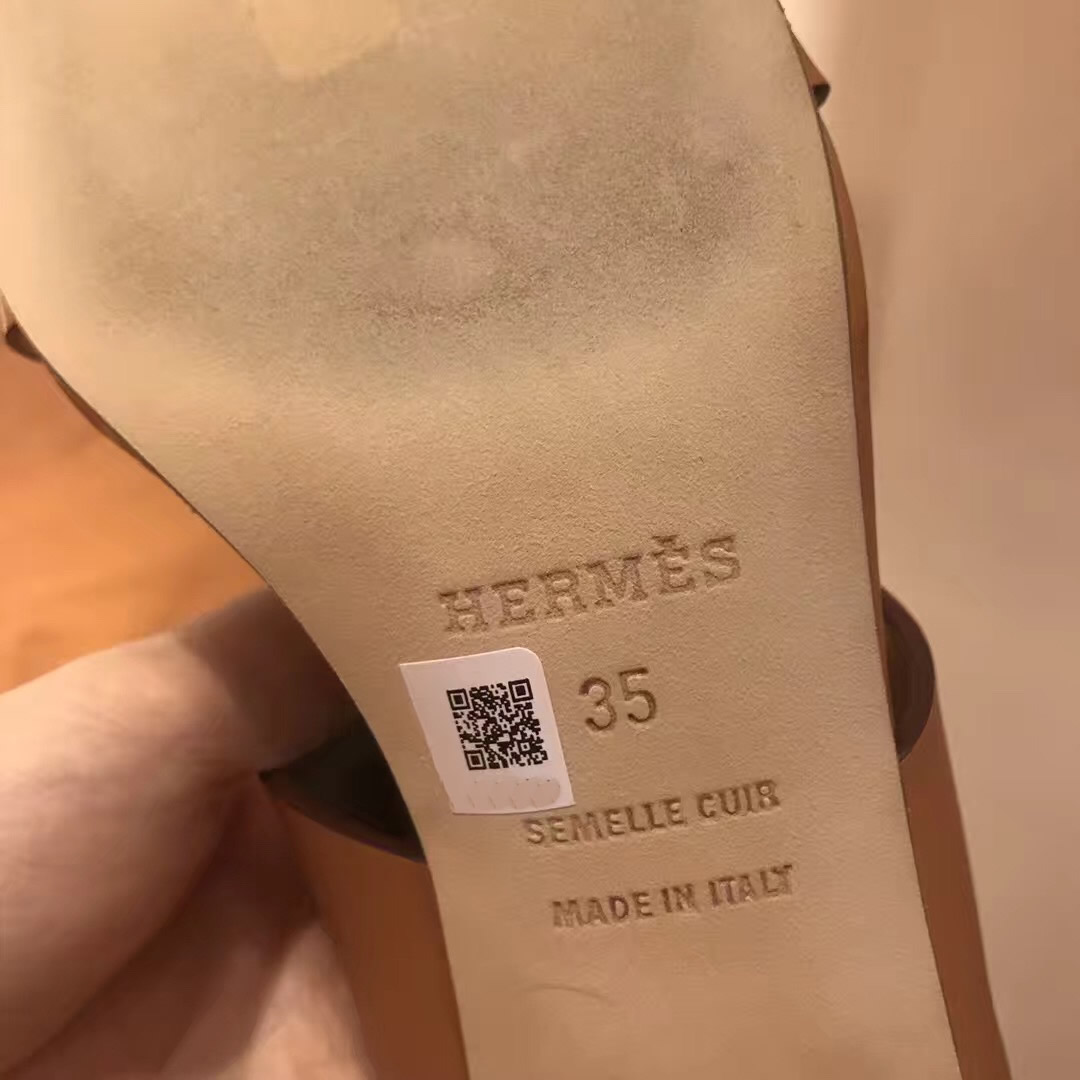 HERMÈS
35
SEMELLE CUIR
MADE IN ITALY